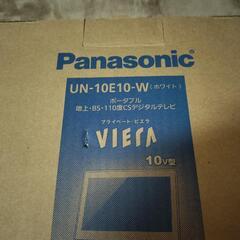 Panasonic
UN-10E10-W(ホワイト)
ポータブル
地上・BS・110度CSデジタルテレビ
プライベート・ビエラ
VIErA
10v型